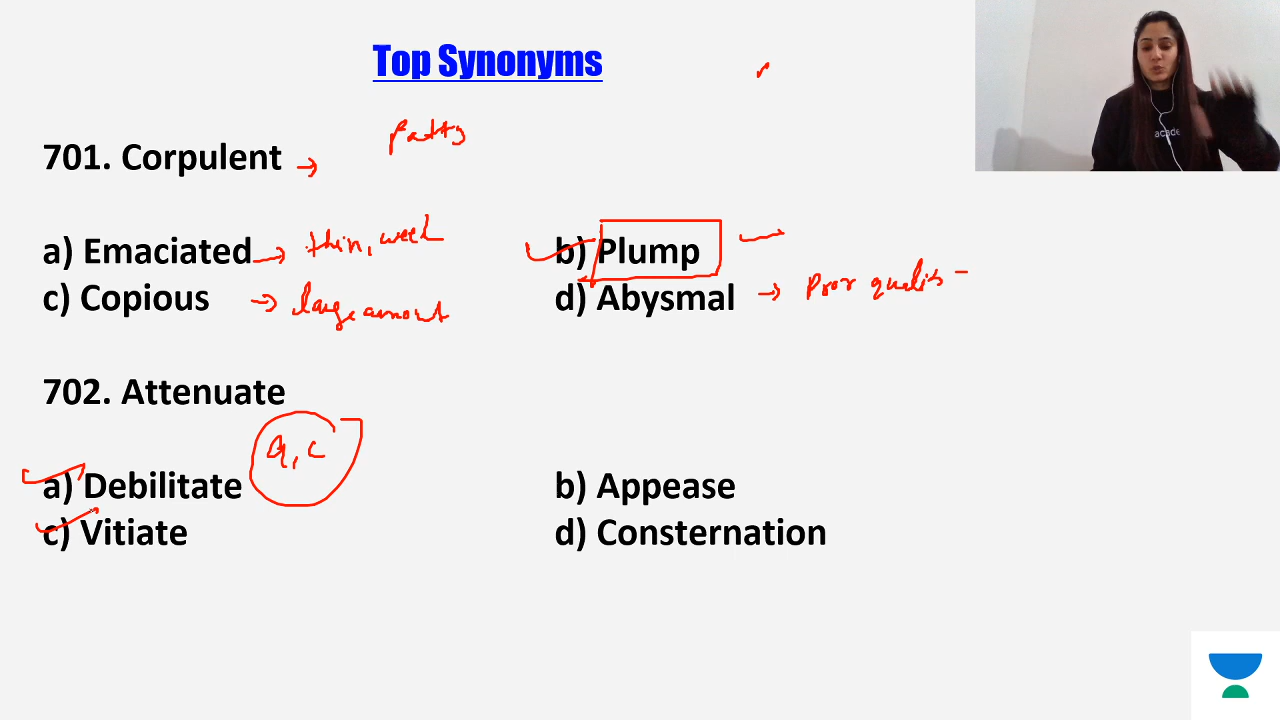 Top Synonyms
fatty
701. Corpulent →
a) Emaciated → thin, weak
b) Plump
c) Copious → large amount
d) Abysmal → poor quality -
702. Attenuate
a, c
a) Debilitate
b) Appease
c) Vitiate
d) Consternation
acade